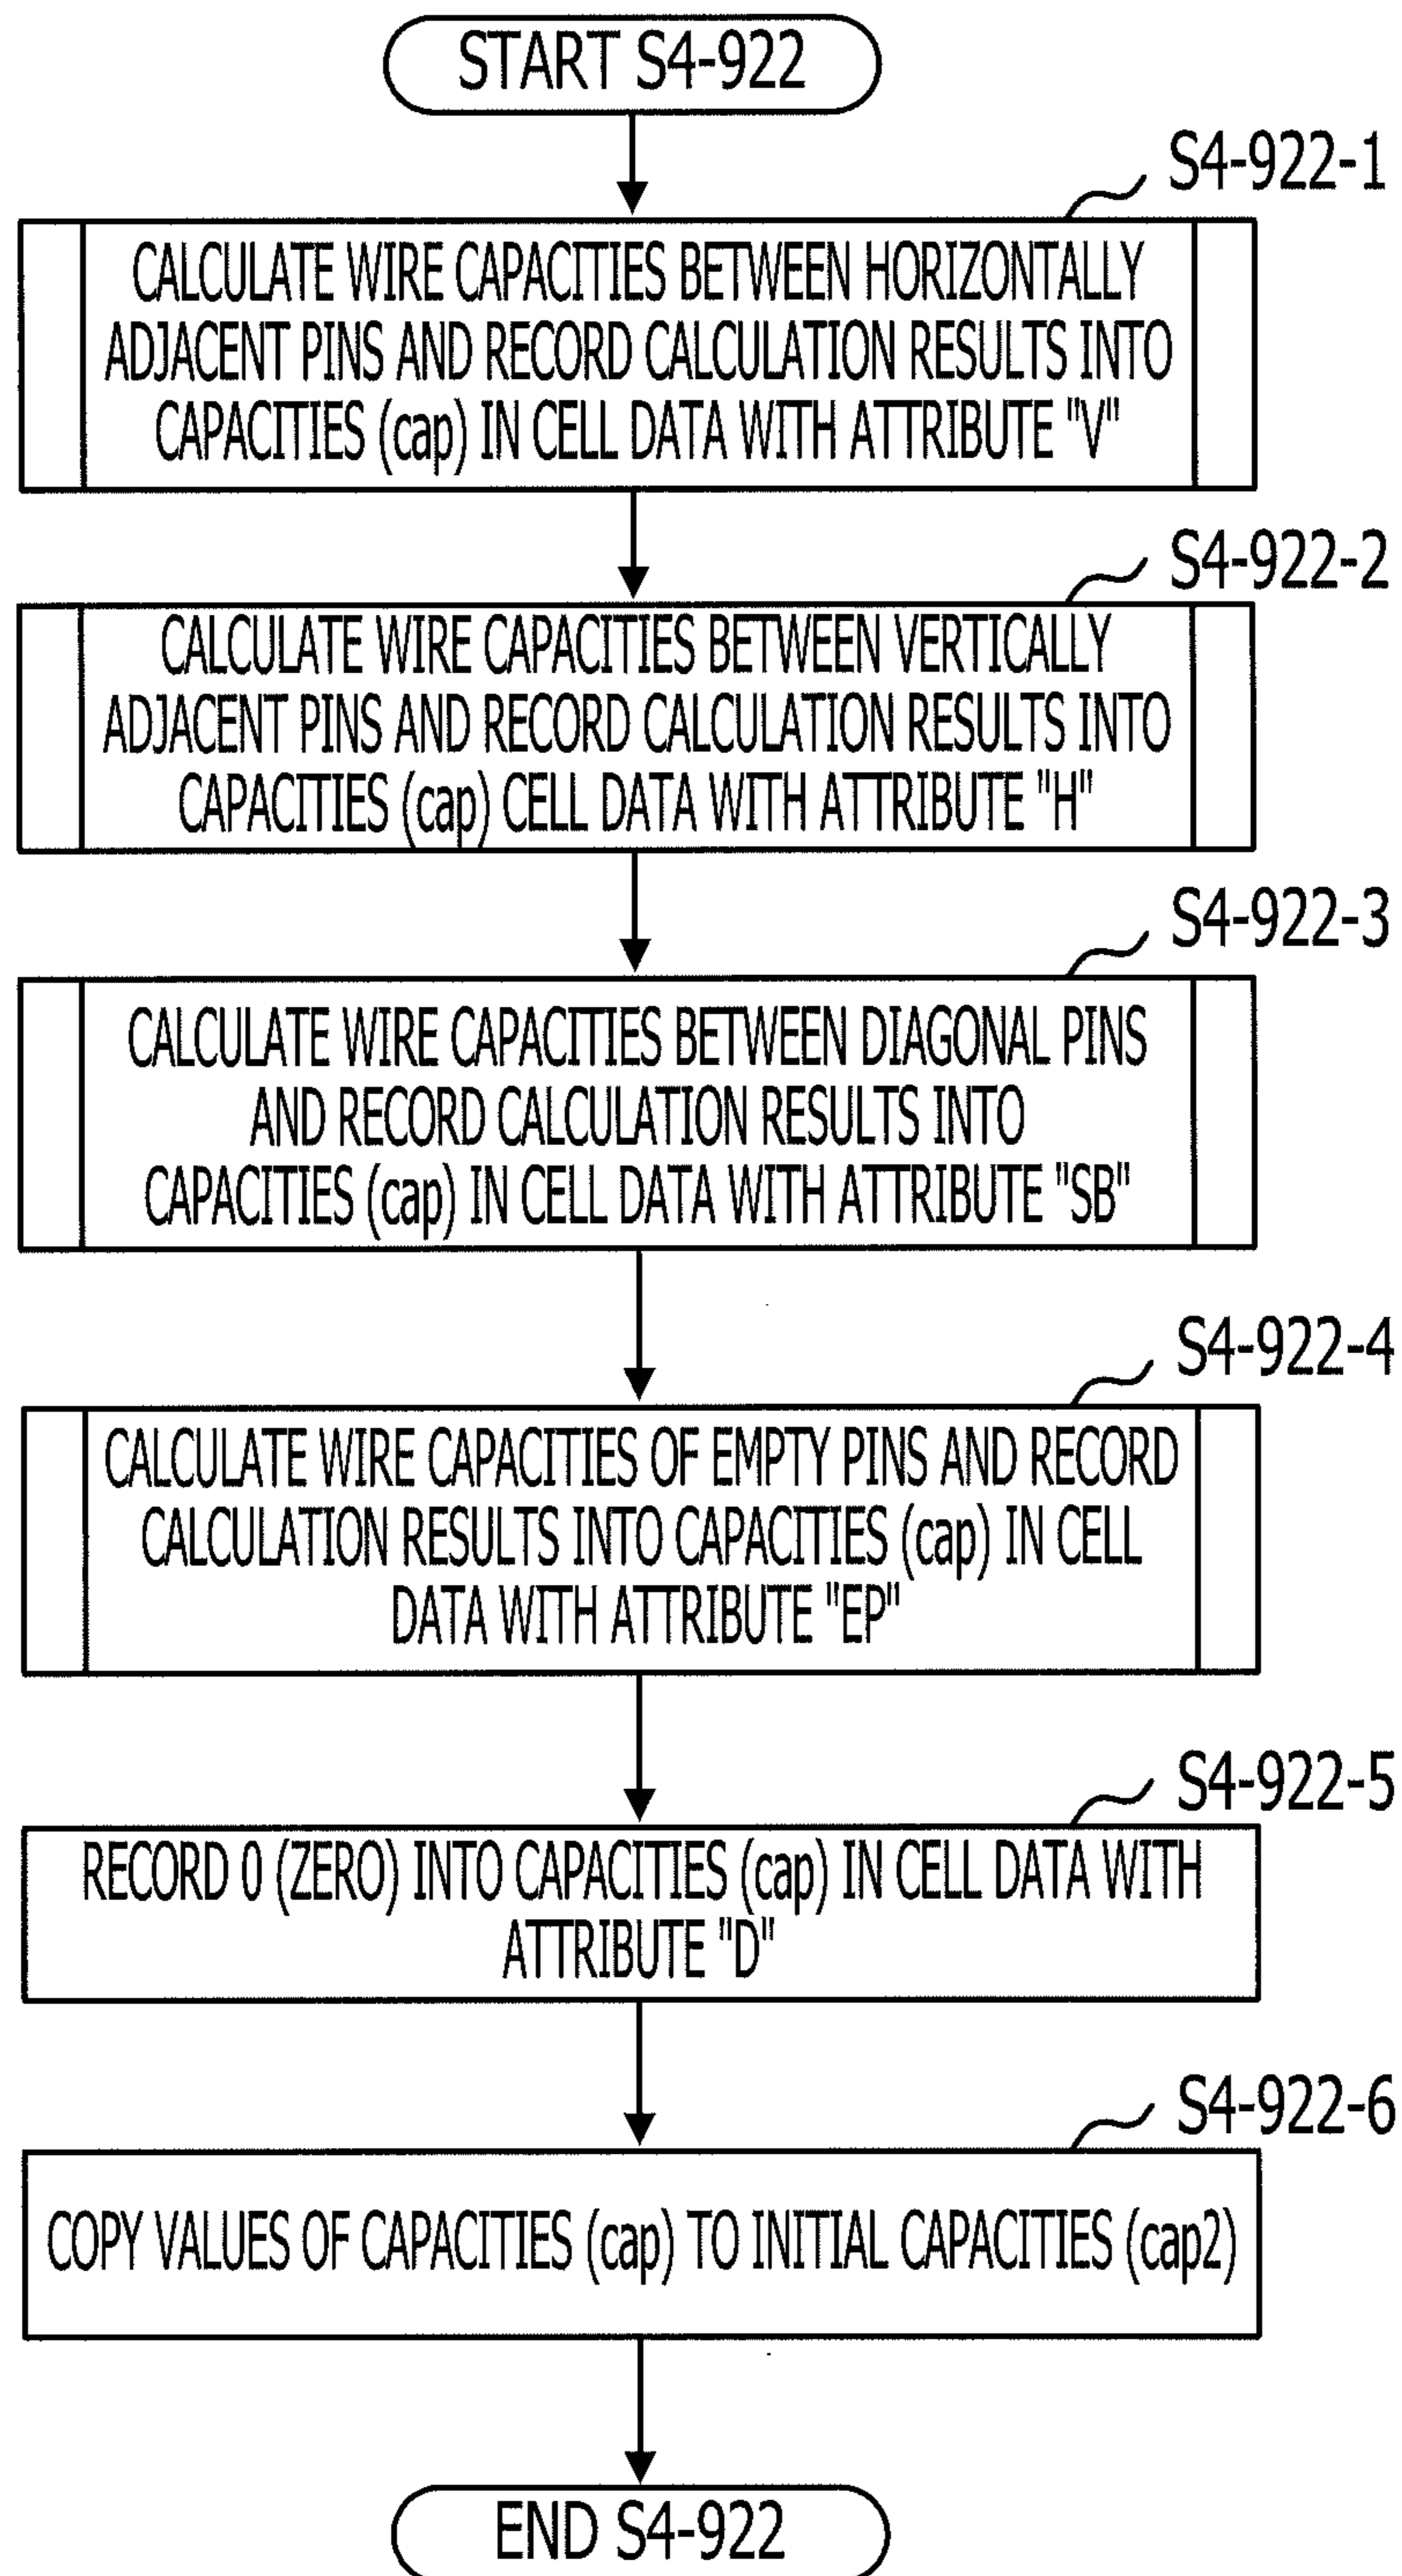 START S4-922
S4-922-1
CALCULATE WIRE CAPACITIES BETWEEN HORIZONTALLY
ADJACENT PINS AND RECORD CALCULATION RESULTS INTO
CAPACITIES (cap) IN CELL DATA WITH ATTRIBUTE "V"
S4-922-2
CALCULATE WIRE CAPACITIES BETWEEN VERTICALLY
ADJACENT PINS AND RECORD CALCULATION RESULTS INTO
CAPACITIES (cap) CELL DATA WITH ATTRIBUTE "H"
S4-922-3
CALCULATE WIRE CAPACITIES BETWEEN DIAGONAL PINS
AND RECORD CALCULATION RESULTS INTO
CAPACITIES (cap) IN CELL DATA WITH ATTRIBUTE "SB"
S4-922-4
CALCULATE WIRE CAPACITIES OF EMPTY PINS AND RECORD
CALCULATION RESULTS INTO CAPACITIES (cap) IN CELL
DATA WITH ATTRIBUTE "EP"
S4-922-5
RECORD 0 (ZERO) INTO CAPACITIES (cap) IN CELL DATA WITH
ATTRIBUTE "D"
S4-922-6
COPY VALUES OF CAPACITIES (cap) TO INITIAL CAPACITIES (cap2)
END S4-922